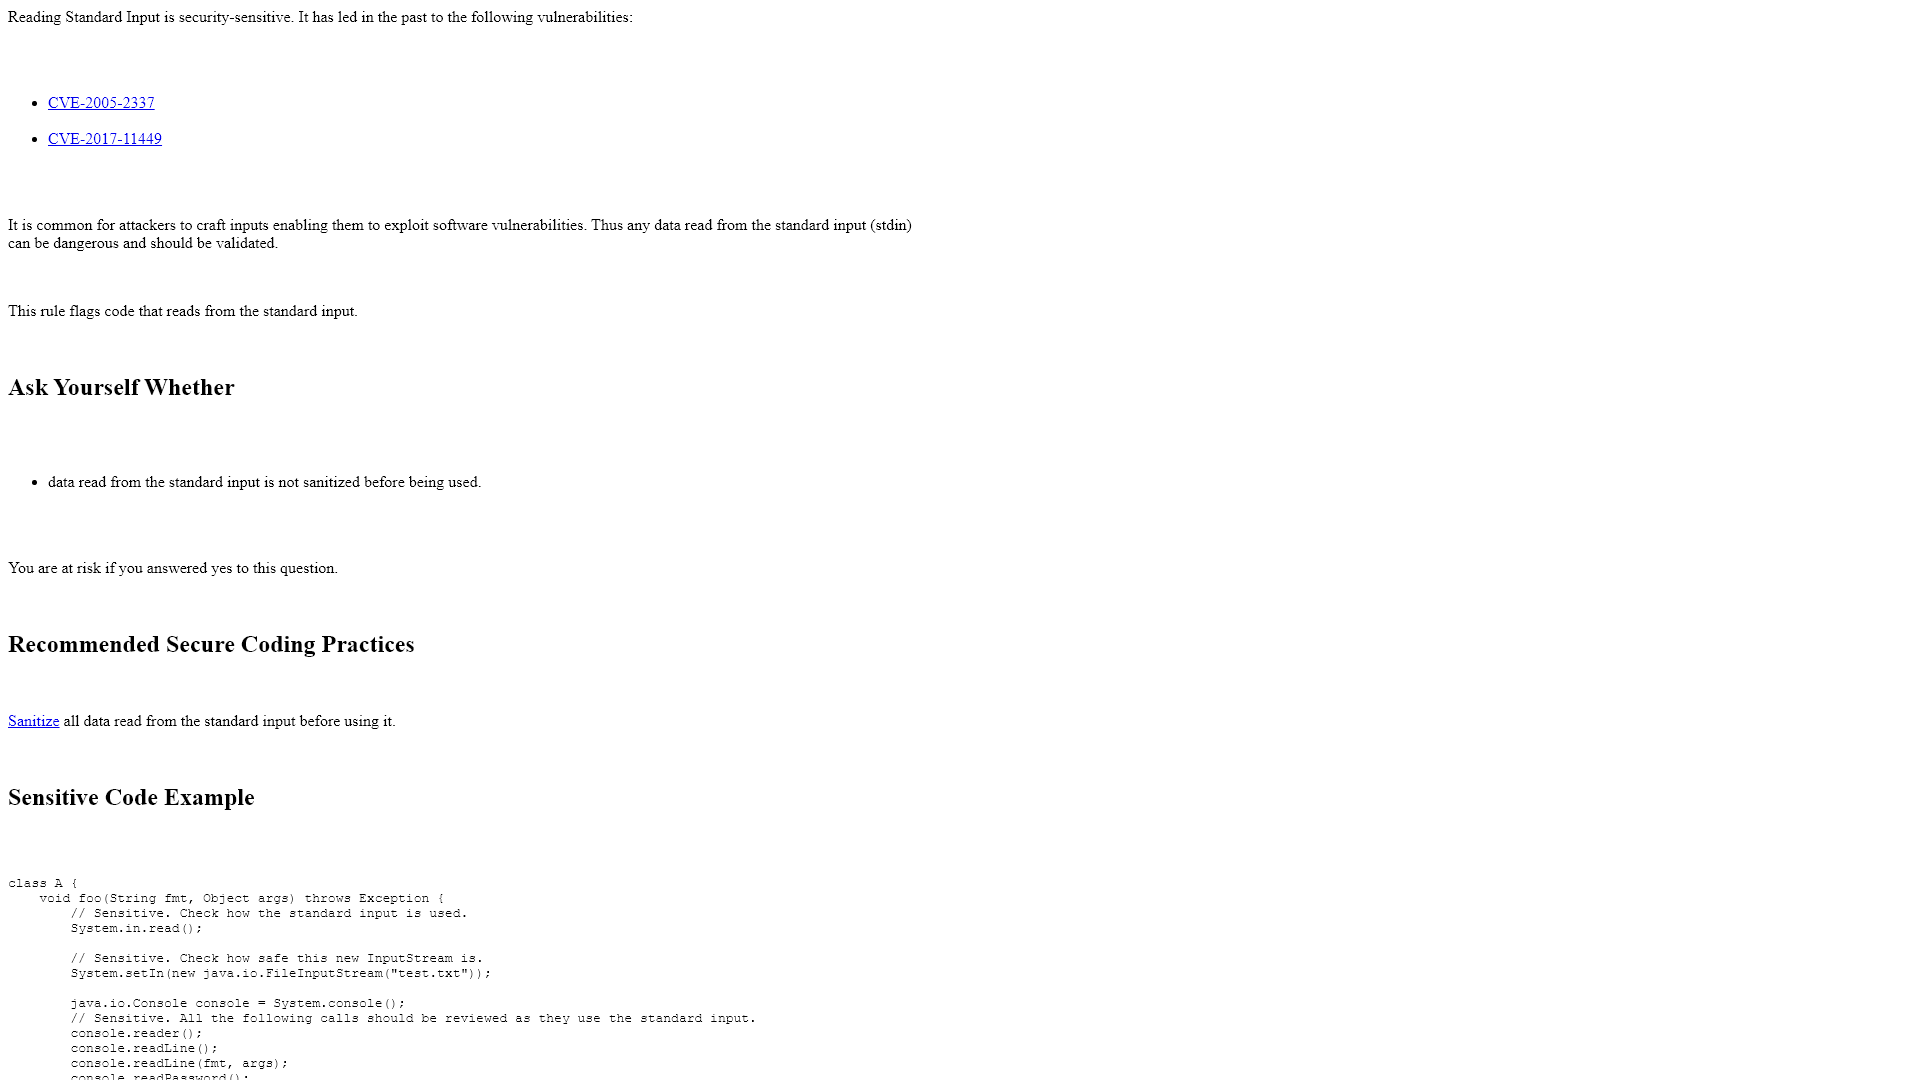 Reading Standard Input is security-sensitive. It has led in the past to the following vulnerabilities:
• CVE-2005-2337
• CVE-2017-11449
It is common for attackers to craft inputs enabling them to exploit software vulnerabilities. Thus any data read from the standard input (stdin)
can be dangerous and should be validated.
This rule flags code that reads from the standard input.
Ask Yourself Whether
• data read from the standard input is not sanitized before being used.
You are at risk if you answered yes to this question.
Recommended Secure Coding Practices
Sanitize all data read from the standard input before using it.
Sensitive Code Example
class A {
    void foo(String fmt, Object args) throws Exception {
        // Sensitive. Check how the standard input is used.
        System.in.read();
        // Sensitive. Check how safe this new InputStream is.
        System.setIn(new java.io.FileInputStream("test.txt"));
        java.io.Console console = System.console();
        // Sensitive. All the following calls should be reviewed as they use the standard input.
        console.reader();
        console.readLine();
        console.readLine(fmt, args);
        console.readPassword();